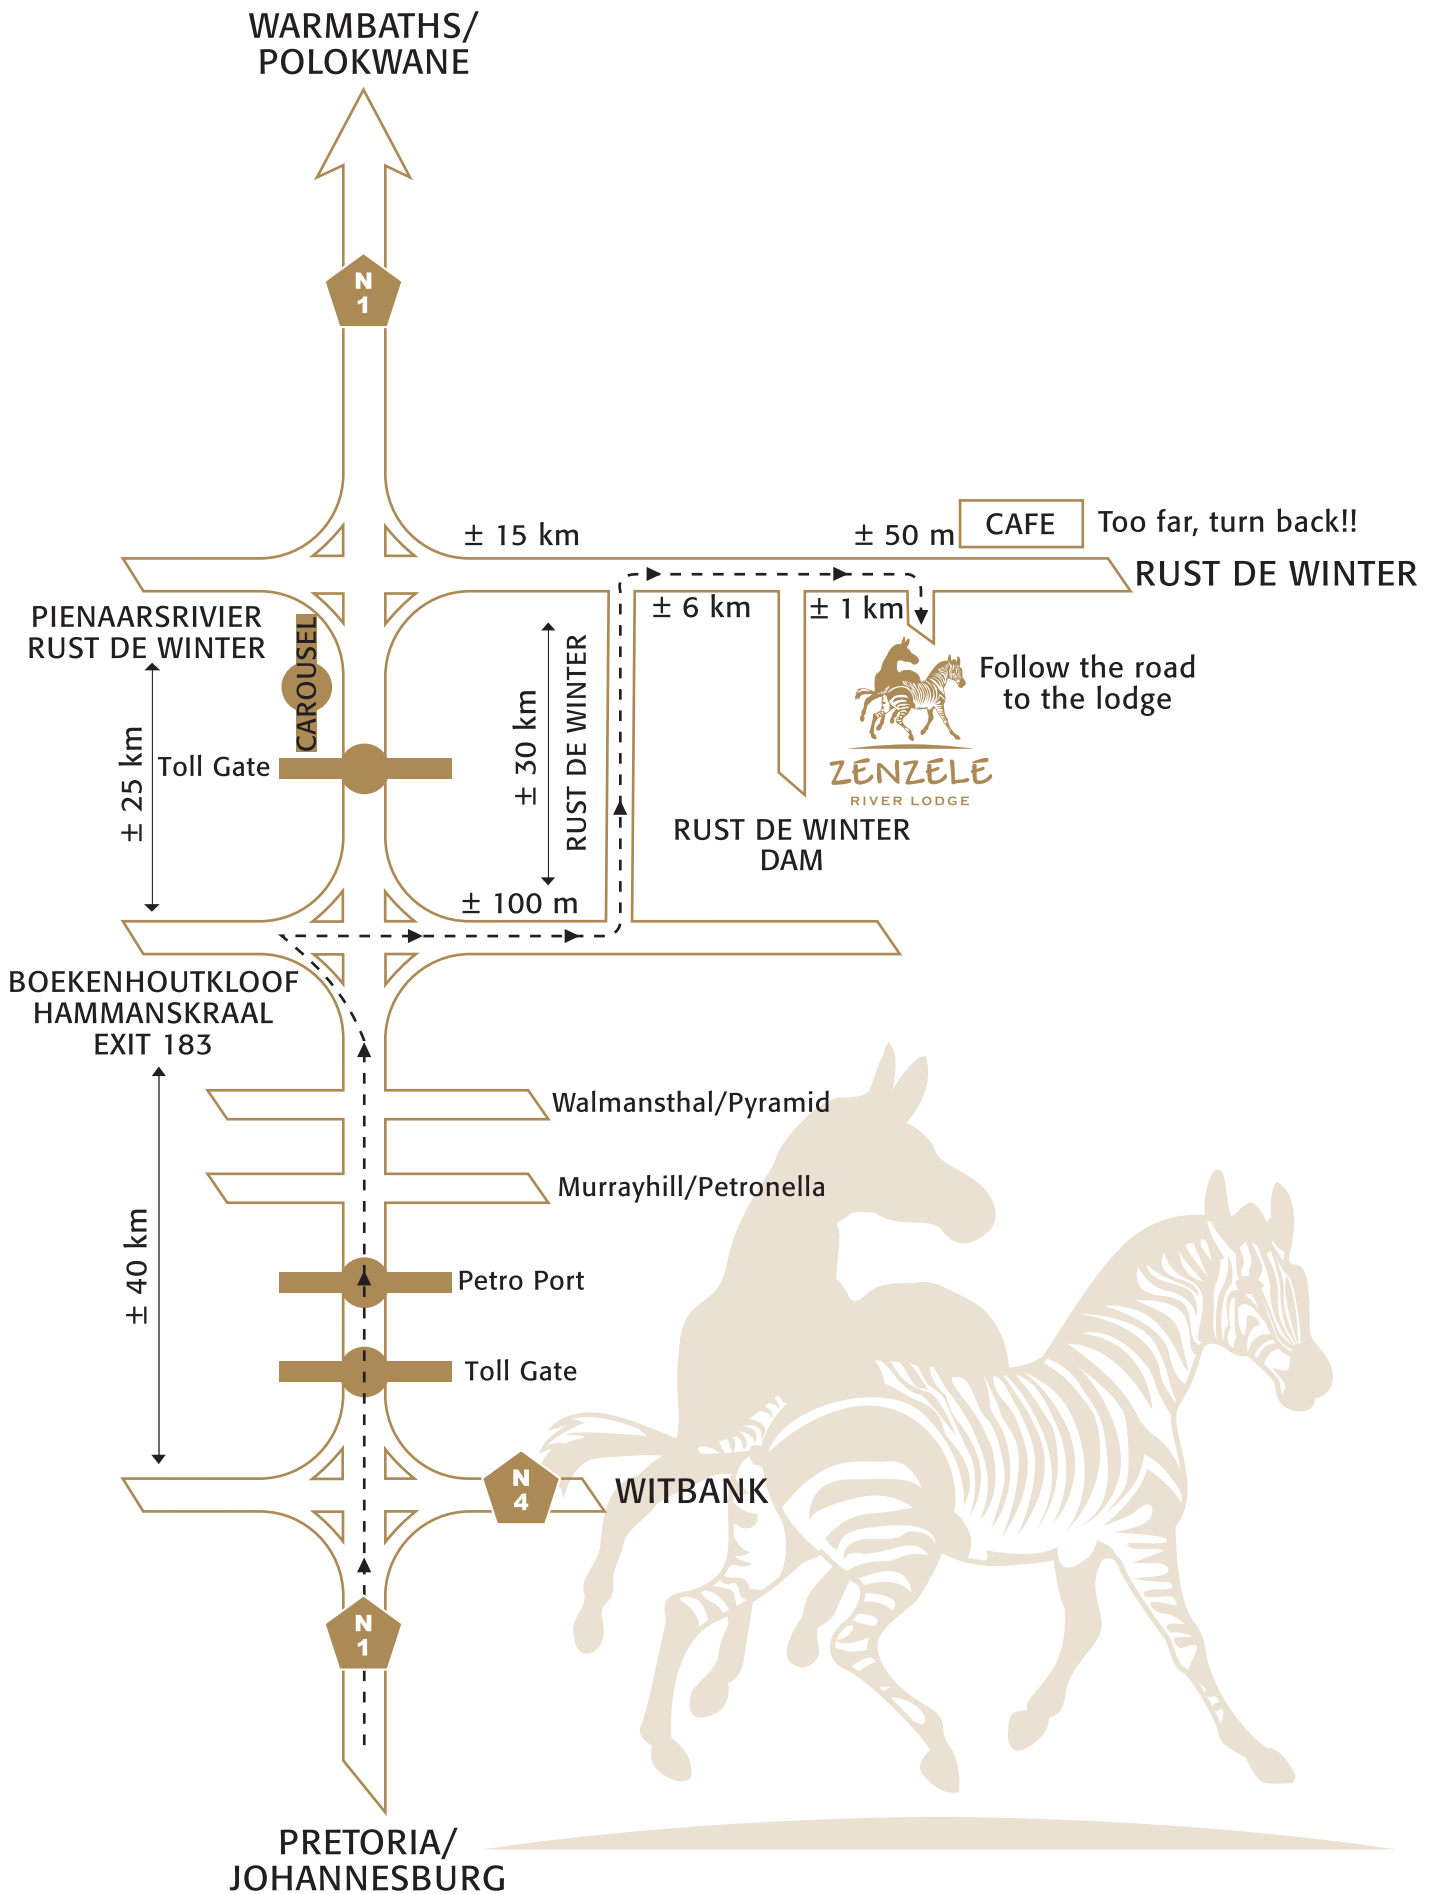 WARMBATHS/
POLOKWANE
N
1
± 15 km
± 50 m
CAFE
Too far, turn back!!
RUST DE WINTER
PIENAARSRIVIER
RUST DE WINTER
CAROUSEL
± 6 km
± 1 km
Follow the road
to the lodge
ZENZELE
RIVER LODGE
± 25 km
Toll Gate
± 30 km
RUST DE WINTER
RUST DE WINTER
DAM
± 100 m
BOEKENHOUTKLOOF
HAMMANSKRAAL
EXIT 183
Walmansthal/Pyramid
Murrayhill/Petronella
± 40 km
Petro Port
Toll Gate
N
4
WITBANK
N
1
PRETORIA/
JOHANNESBURG